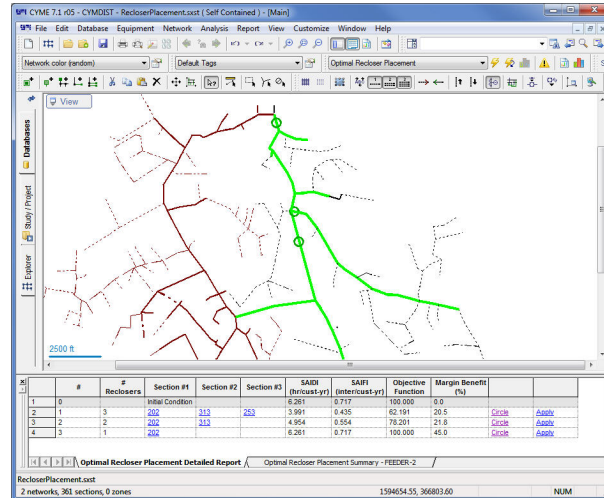 CYME 7.1 r05 - CYMDIST - RecloserPlacement.sxst ( Self Contained ) - [Main]
File Edit Database Equipment Network Analysis Report View Customize Window Help
Network color (random) Default Tags Optimal Recloser Placement
View
Databases
Study / Project
Explorer
2500 ft
# # Reclosers Section #1 Section #2 Section #3 SAIDI (hr/cust-yr) SAIFI (inter/cust-yr) Objective Function Margin Benefit (%)
1 0 Initial Condition 6.261 0.717 100.000 0.0
2 1 3 202 313 253 3.991 0.435 62.191 20.5 Circle Apply
3 2 2 202 313 4.954 0.554 78.201 21.8 Circle Apply
4 3 1 202 6.261 0.717 100.000 45.0 Circle Apply
Optimal Recloser Placement Detailed Report Optimal Recloser Placement Summary - FEEDER-2
RecloserPlacement.sxst
2 networks, 361 sections, 0 zones 1594654.55, 366803.60 NUM